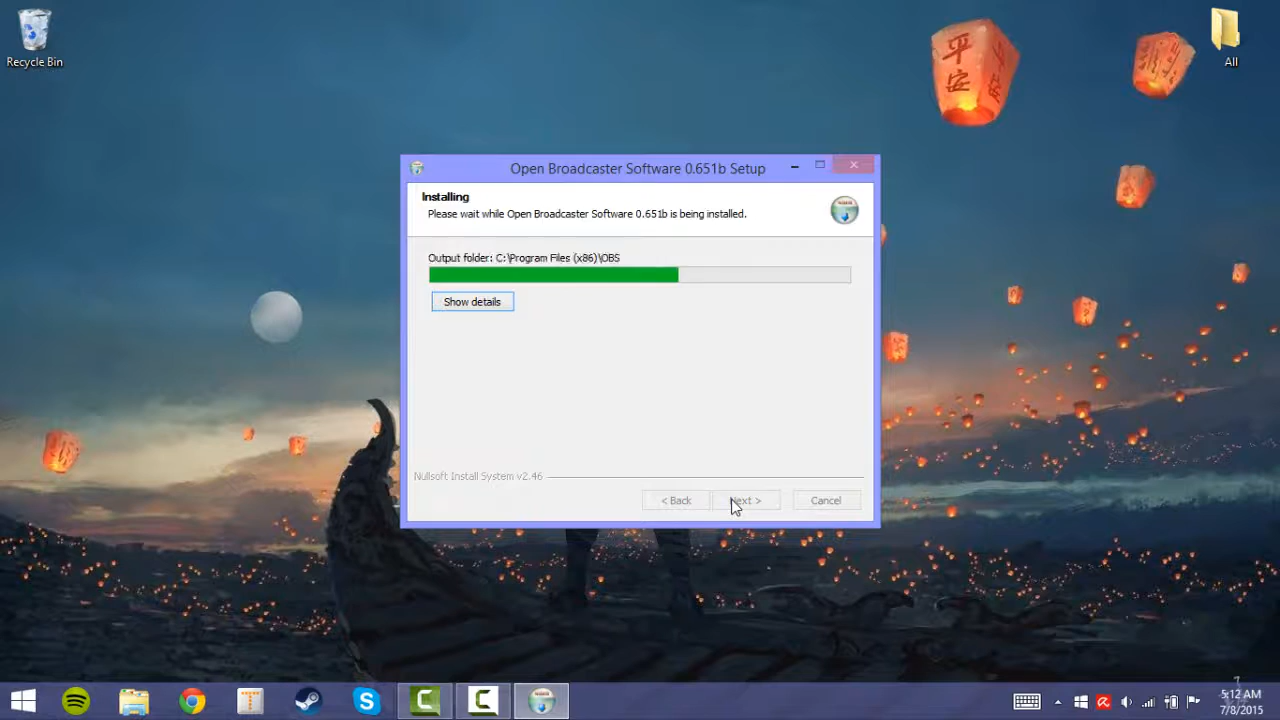 Recycle Bin
平安
All
Open Broadcaster Software 0.651b Setup
Installing
Please wait while Open Broadcaster Software 0.651b is being installed.
Output folder: C:\Program Files (x86)\OBS
Show details
Nullsoft Install System v2.46
< Back
Next >
Cancel
5:12 AM
7/8/2015